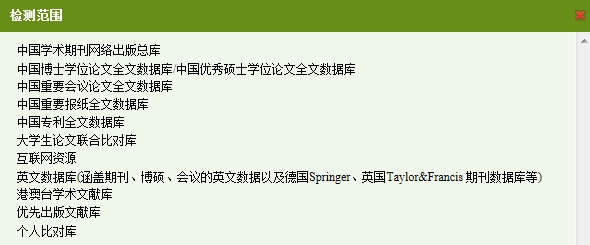 检测范围
中国学术期刊网络出版总库
中国博士学位论文全文数据库/中国优秀硕士学位论文全文数据库
中国重要会议论文全文数据库
中国重要报纸全文数据库
中国专利全文数据库
大学生论文联合比对库
互联网资源
英文数据库(涵盖期刊、博硕、会议的英文数据以及德国Springer、英国Taylor&Francis 期刊数据库等)
港澳台学术文献库
优先出版文献库
个人比对库